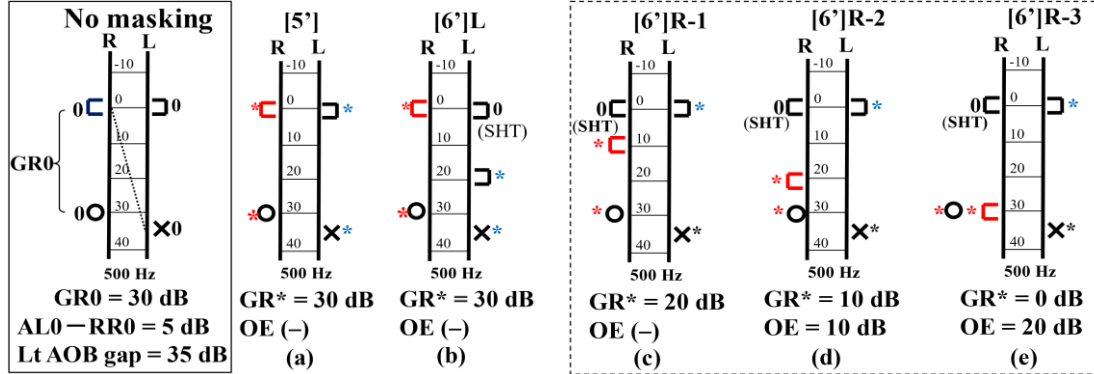 No masking
R L
-10
0
10
20
30
40
0 0
GR0
0 0
500 Hz
GR0 = 30 dB
AL0－RR0 = 5 dB
Lt AOB gap = 35 dB
[5']
R L
-10
* 0 *
10
20
* 30 *
40
500 Hz
GR* = 30 dB
OE (–)
(a)
[6']L
R L
-10
* 0 0
(SHT)
10
20 *
* 30 *
40
500 Hz
GR* = 30 dB
OE (–)
(b)
[6']R-1
R L
-10
0 0 *
(SHT)
* 10
20
* 30 *
40
500 Hz
GR* = 20 dB
OE (–)
(c)
[6']R-2
R L
-10
0 0 *
(SHT)
10
* 20
* 30 *
40
500 Hz
GR* = 10 dB
OE = 10 dB
(d)
[6']R-3
R L
-10
0 0 *
(SHT)
10
20
* * 30 *
40
500 Hz
GR* = 0 dB
OE = 20 dB
(e)